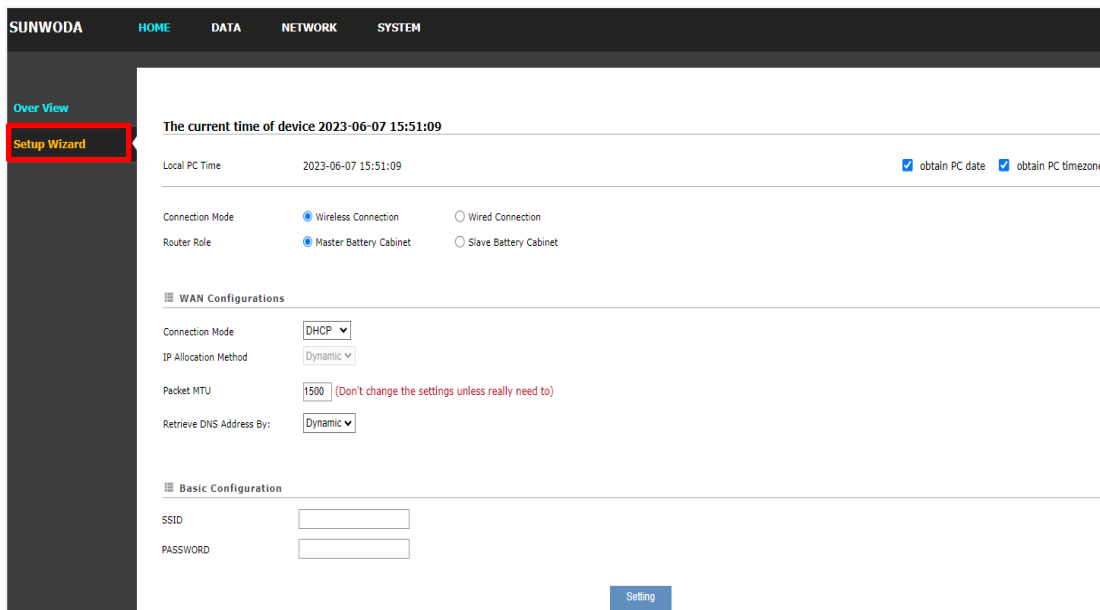 SUNWODA HOME DATA NETWORK SYSTEM
Over View
Setup Wizard
The current time of device 2023-06-07 15:51:09
Local PC Time 2023-06-07 15:51:09 obtain PC date obtain PC timezone
Connection Mode Wireless Connection Wired Connection
Router Role Master Battery Cabinet Slave Battery Cabinet
WAN Configurations
Connection Mode DHCP
IP Allocation Method Dynamic
Packet MTU 1500 (Don't change the settings unless really need to)
Retrieve DNS Address By: Dynamic
Basic Configuration
SSID
PASSWORD
Setting